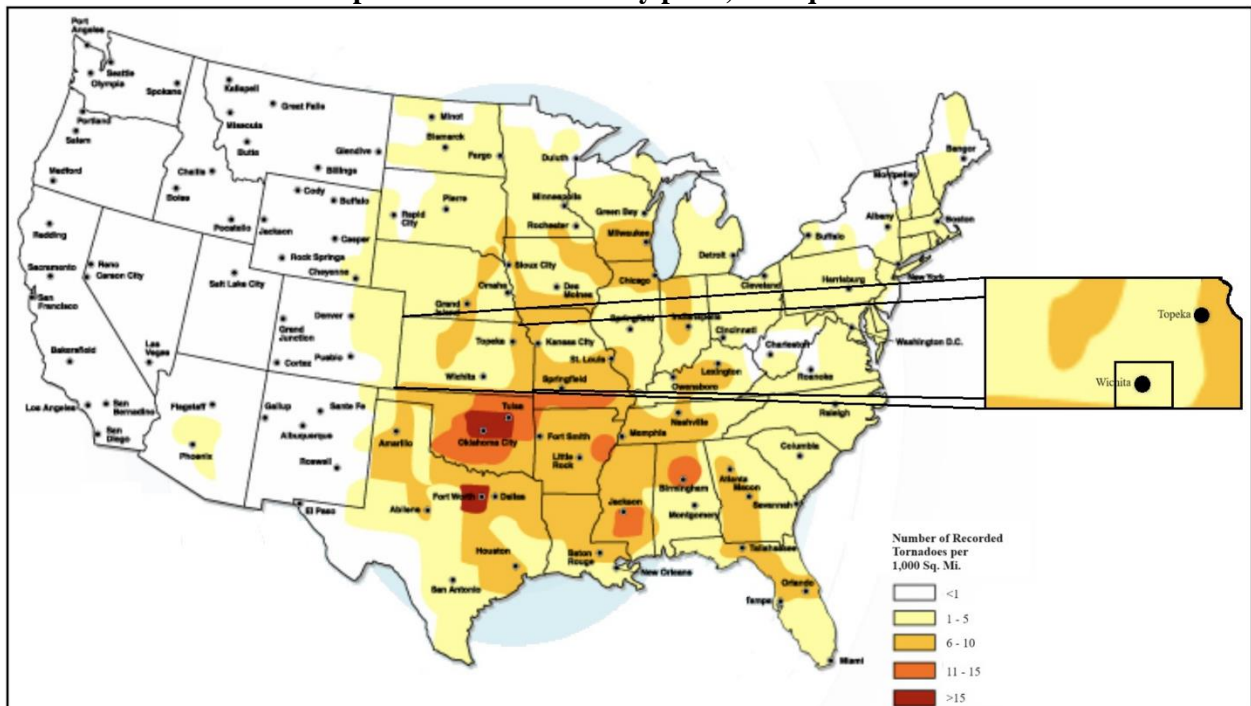 Port
Angeles
Seattle
Olympia
Spokane
Portland
Salem
Medford
Kalispell
Great Falls
Missoula
Butte
Glendive
Billings
Challis
Boise
Pocatello
Cody
Buffalo
Jackson
Casper
Rock Springs
Cheyenne
Minot
Bismarck
Fargo
Rapid
City
Pierre
Duluth
Minneapolis
Rochester
Green Bay
Milwaukee
Chicago
Detroit
Bangor
Montpelier
Albany
Boston
Buffalo
New York
Harrisburg
Cleveland
Redding
Sacramento
San
Francisco
Reno
Carson City
Bakersfield
Las
Vegas
Los Angeles
San
Bernadino
San
Diego
Salt Lake City
Grand
Junction
Denver
Cortez
Pueblo
Flagstaff
Phoenix
Gallup
Santa Fe
Albuquerque
Roswell
El Paso
Sioux City
Omaha
Grand
Island
Des
Moines
Topeka
Kansas City
Wichita
St. Louis
Springfield
Springfield
Indianapolis
Cincinnati
Charleston
Roanoke
Washington D.C.
Lexington
Owensboro
Nashville
Raleigh
Columbia
Memphis
Fort Smith
Little
Rock
Tulsa
Oklahoma City
Amarillo
Fort Worth
Dallas
Abilene
Houston
San Antonio
Baton
Rouge
New Orleans
Jackson
Birmingham
Montgomery
Atlanta
Macon
Savannah
Tallahassee
Orlando
Tampa
Miami
Topeka
Wichita
Number of Recorded
Tornadoes per
1,000 Sq. Mi.
<1
1 - 5
6 - 10
11 - 15
>15